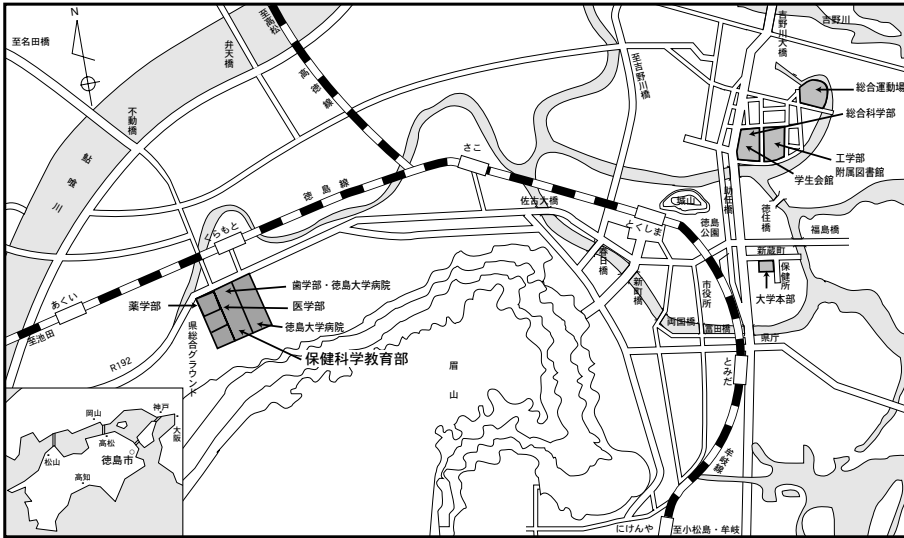 至名田橋
N
弁天橋
至高松
高徳線
至吉野川橋
吉野川大橋
吉野川
総合運動場
総合科学部
工学部
附属図書館
学生会館
不動橋
鮎喰川
さこ
徳島線
佐古大橋
城山
徳島公園
助任橋
徳住橋
福島橋
くらもと
とくしま
新蔵町
保健所
大学本部
春日橋
新町橋
市役所
両国橋
富田橋
県庁
あくい
至池田
薬学部
歯学部・徳島大学病院
医学部
徳島大学病院
保健科学教育部
県総合グラウンド
R192
眉山
とみだ
牟岐線
にけんや
至小松島・牟岐
岡山
神戸
大阪
高松
松山
徳島市
高知